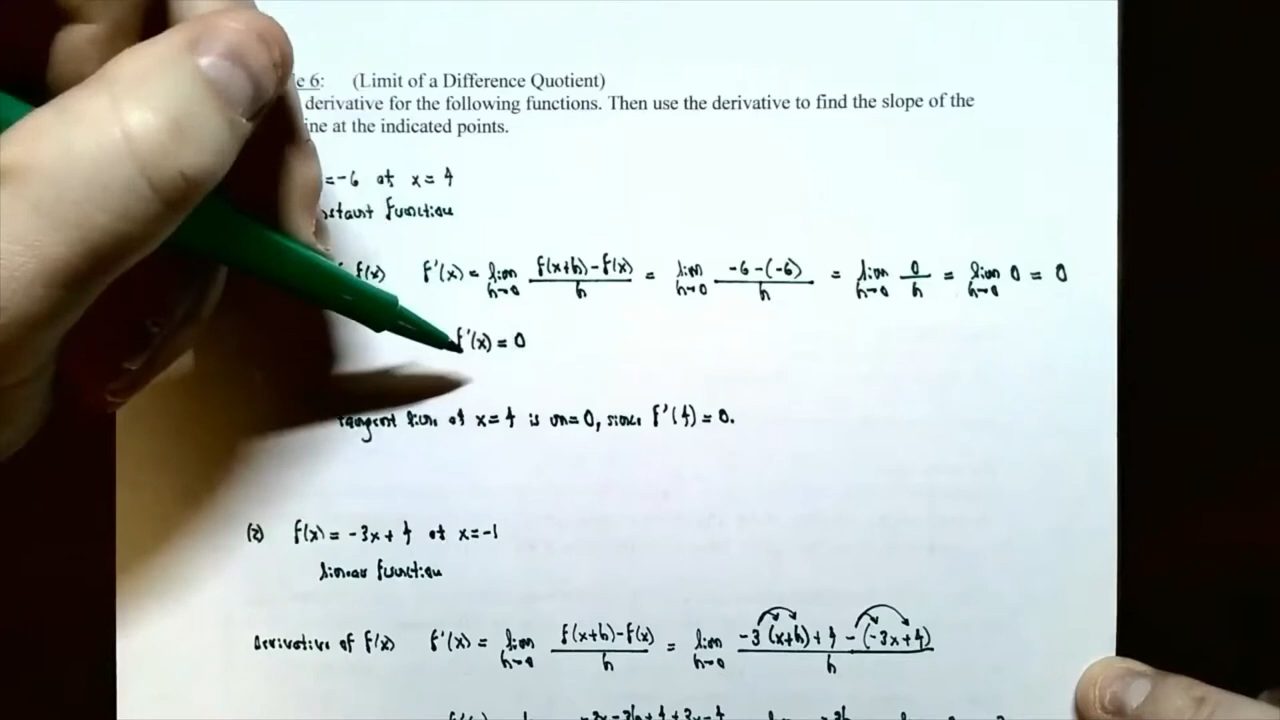 6: (Limit of a Difference Quotient)
derivative for the following functions. Then use the derivative to find the slope of the
at the indicated points.
=-6 at x=4
function
f(x) f'(x) = lim h→0 f(x+h)-f(x) / h = lim h→0 -6-(-6) / h = lim h→0 0/h = lim h→0 0 = 0
f'(x) = 0
tangent line at x=4 is m=0, since f'(4)=0.
(2) f(x) = -3x+4 at x=-1
linear function
Derivative of f(x) f'(x) = lim h→0 f(x+h)-f(x) / h = lim h→0 -3(x+h)+4-(-3x+4) / h